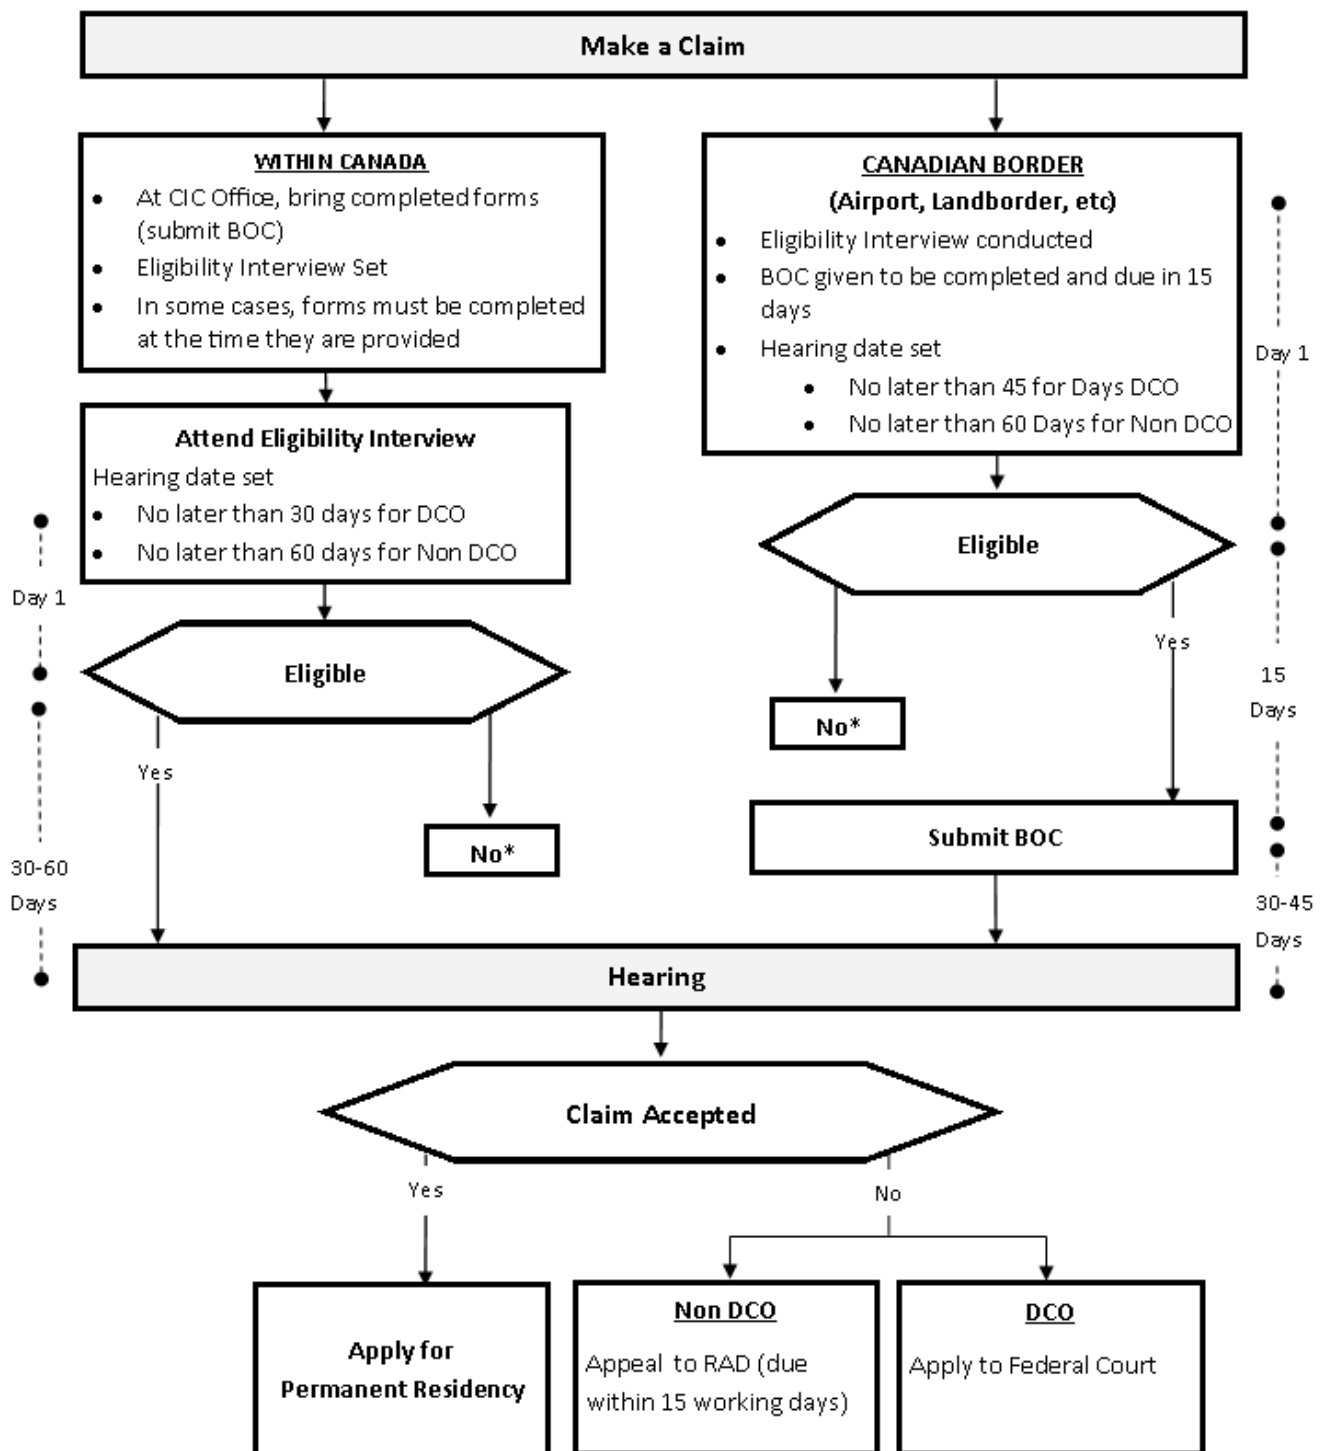 Make a Claim
WITHIN CANADA
• At CIC Office, bring completed forms
(submit BOC)
• Eligibility Interview Set
• In some cases, forms must be completed
at the time they are provided
CANADIAN BORDER
(Airport, Landborder, etc)
• Eligibility Interview conducted
• BOC given to be completed and due in 15
days
• Hearing date set
• No later than 45 for Days DCO
• No later than 60 Days for Non DCO
Day 1
Attend Eligibility Interview
Hearing date set
• No later than 30 days for DCO
• No later than 60 days for Non DCO
Day 1
Eligible
Yes
No*
30-60
Days
Eligible
No*
Yes
15
Days
Submit BOC
30-45
Days
Hearing
Claim Accepted
Yes
No
Apply for
Permanent Residency
Non DCO
Appeal to RAD (due
within 15 working days)
DCO
Apply to Federal Court